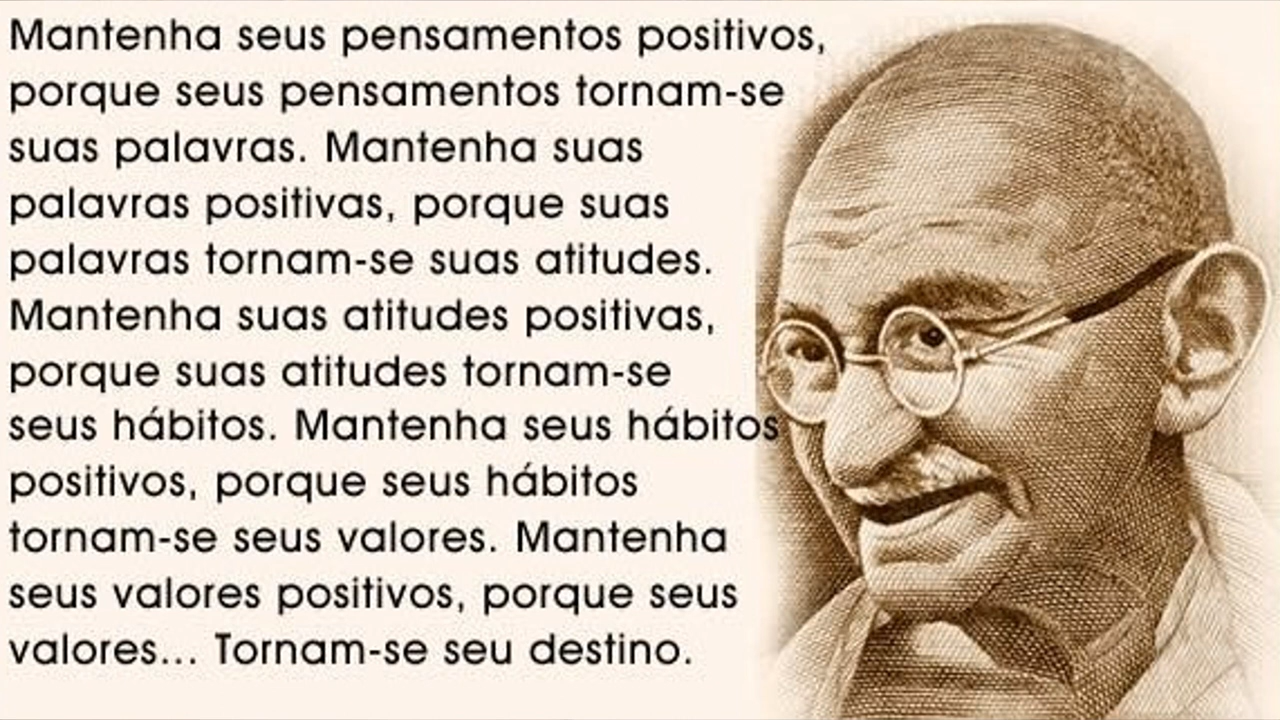 Mantenha seus pensamentos positivos,
porque seus pensamentos tornam-se
suas palavras. Mantenha suas
palavras positivas, porque suas
palavras tornam-se suas atitudes.
Mantenha suas atitudes positivas,
porque suas atitudes tornam-se
seus hábitos. Mantenha seus hábitos
positivos, porque seus hábitos
tornam-se seus valores. Mantenha
seus valores positivos, porque seus
valores... Tornam-se seu destino.